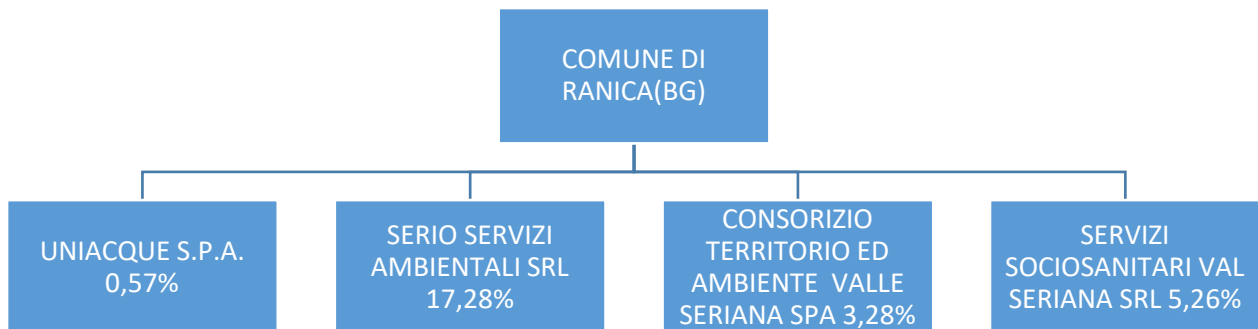 COMUNE DI
RANICA(BG)
UNIACQUE S.P.A.
0,57%
SERIO SERVIZI
AMBIENTALI SRL
17,28%
CONSORIZIO
TERRITORIO ED
AMBIENTE VALLE
SERIANA SPA 3,28%
SERVIZI
SOCIOSANITARI VAL
SERIANA SRL 5,26%